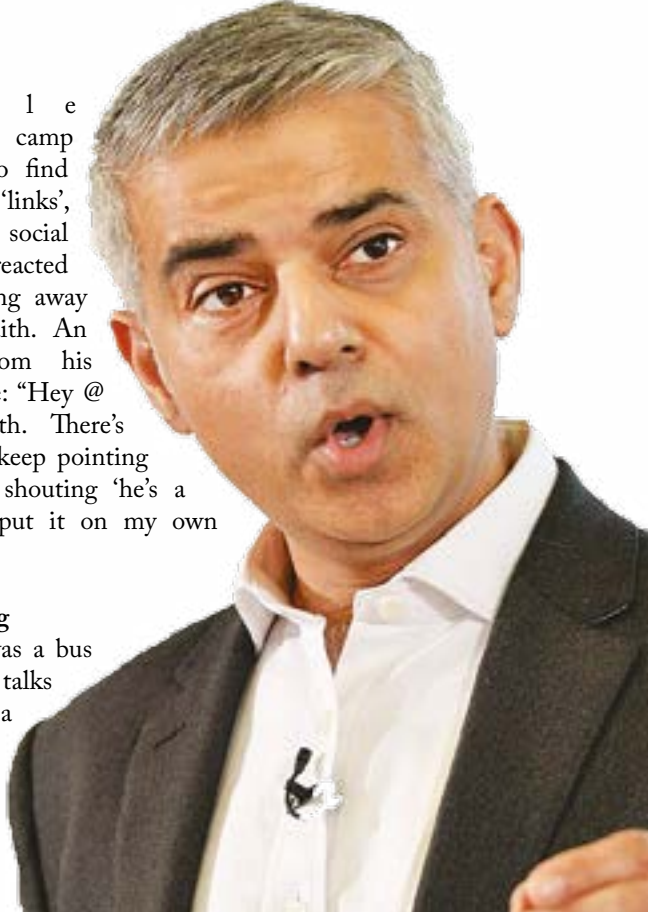 l e
camp
o find
‘links’,
social
reacted
ng away
ith. An
om his
: “Hey @
th. There’s
keep pointing
shouting ‘he’s a
put it on my own
g
was a bus
talks
a